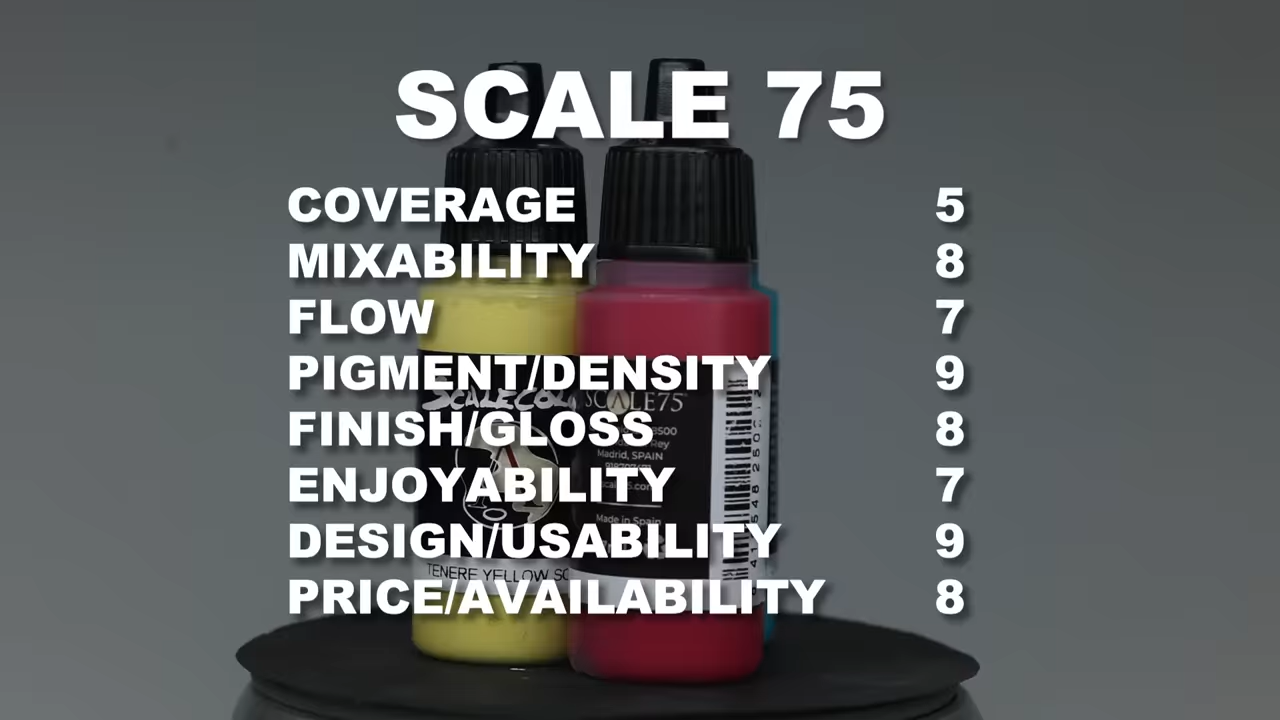 SCALE 75
COVERAGE 5
MIXABILITY 8
FLOW 7
PIGMENT/DENSITY 9
FINISH/GLOSS 8
ENJOYABILITY 7
DESIGN/USABILITY 9
PRICE/AVAILABILITY 8
SCALECOL
SCALE75
Madrid, SPAIN
Made in Spain
TENERE YELLOW